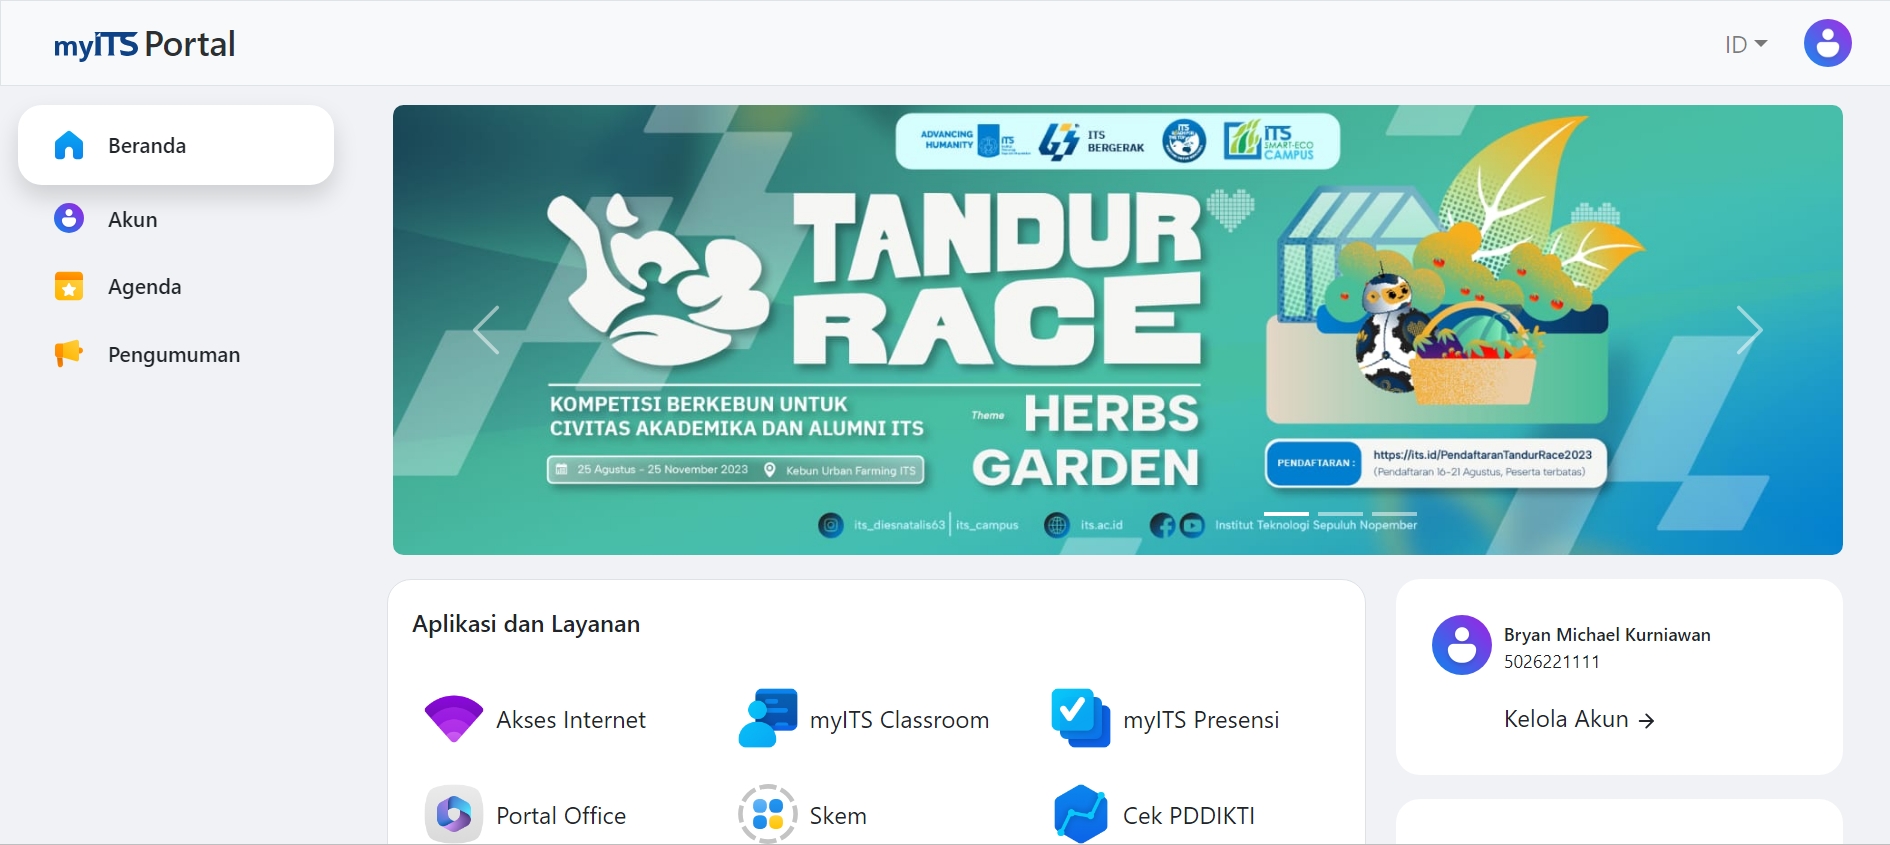 myITS Portal
ID
Beranda
Akun
Agenda
Pengumuman
ADVANCING
HUMANITY
ITS
ITS
BERGERAK
ITS
ITS
SMART-ECO
CAMPUS
TANDUR
RACE
KOMPETISI BERKEBUN UNTUK
CIVITAS AKADEMIKA DAN ALUMNI ITS
25 Agustus - 25 November 2023 Kebun Urban Farming ITS
Theme HERBS
GARDEN
PENDAFTARAN :
https://its.id/PendaftaranTandurRace2023
(Pendaftaran 16-21 Agustus, Peserta terbatas)
its_diesnatalis63 its_campus its.ac.id Institut Teknologi Sepuluh Nopember
Aplikasi dan Layanan
Akses Internet
myITS Classroom
myITS Presensi
Portal Office
Skem
Cek PDDIKTI
Bryan Michael Kurniawan
5026221111
Kelola Akun →